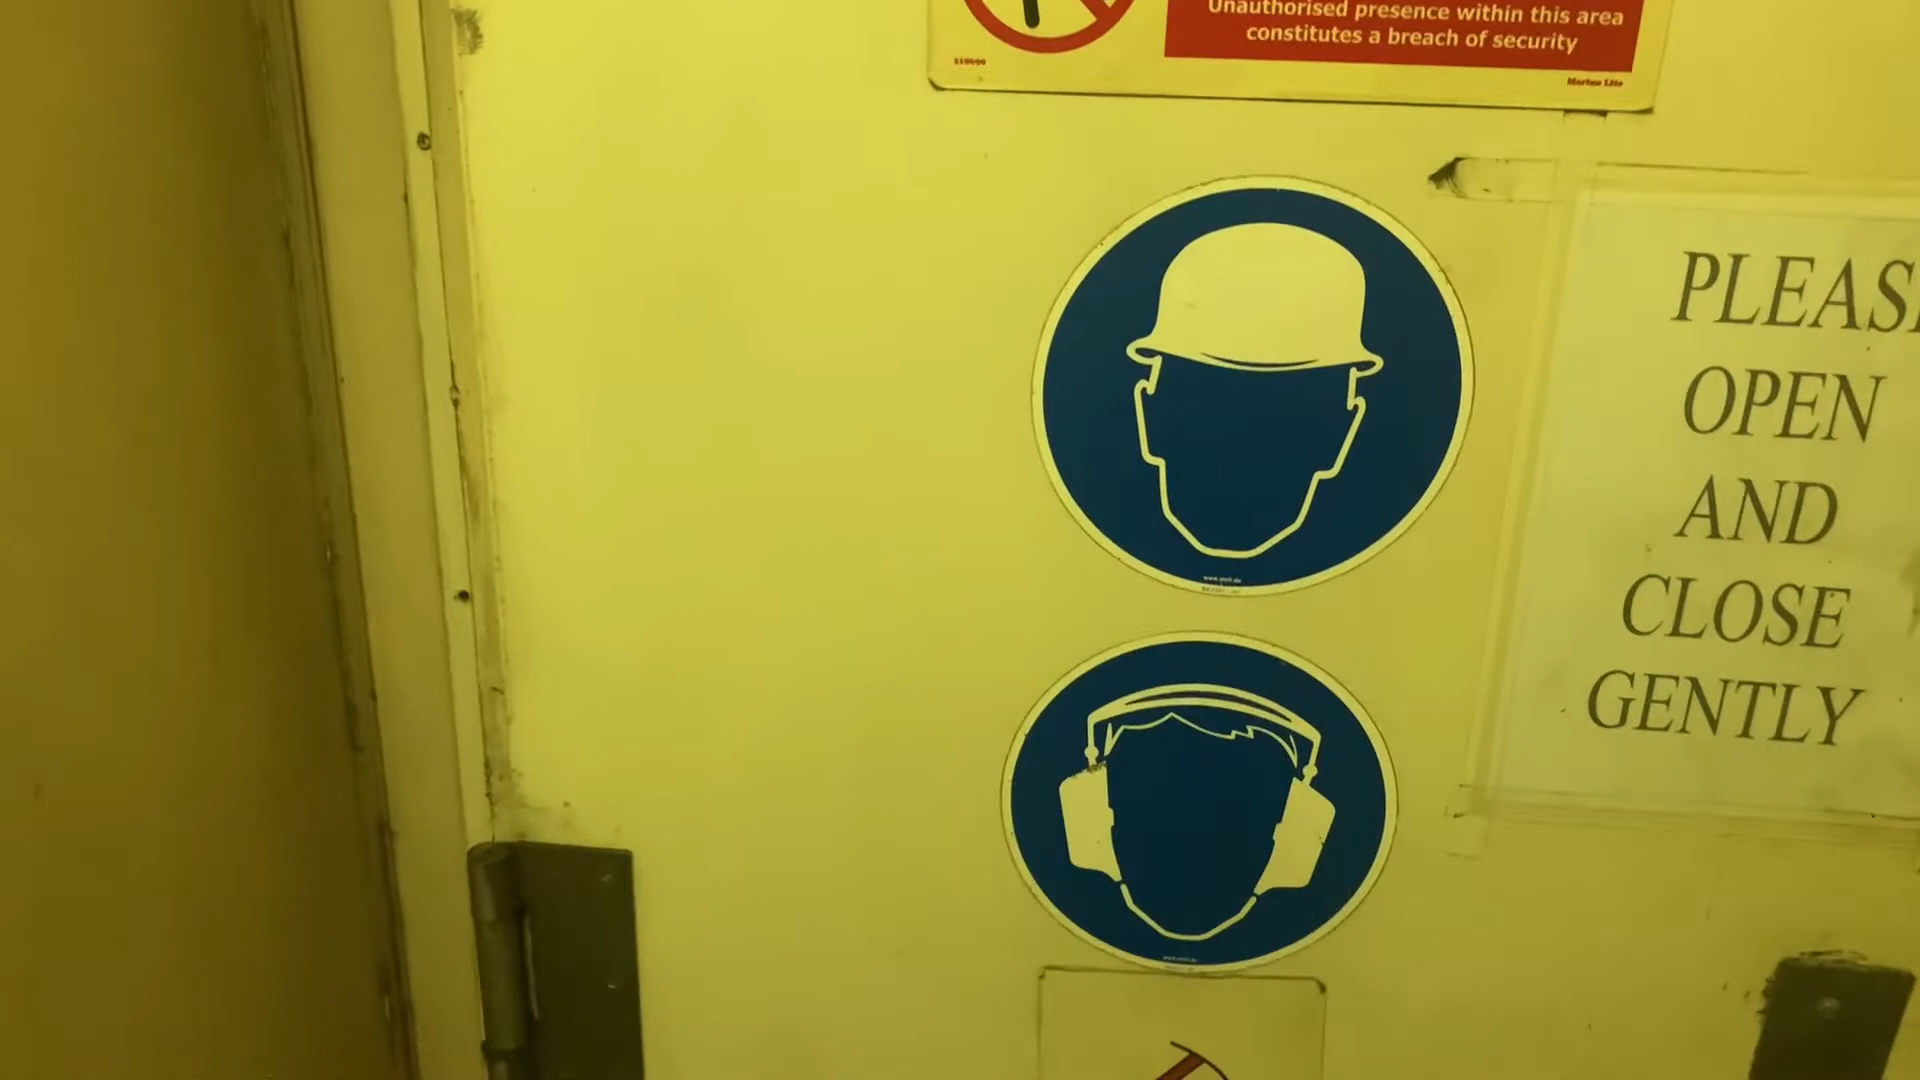 Unauthorised presence within this area
constitutes a breach of security
PLEAS
OPEN
AND
CLOSE
GENTLY